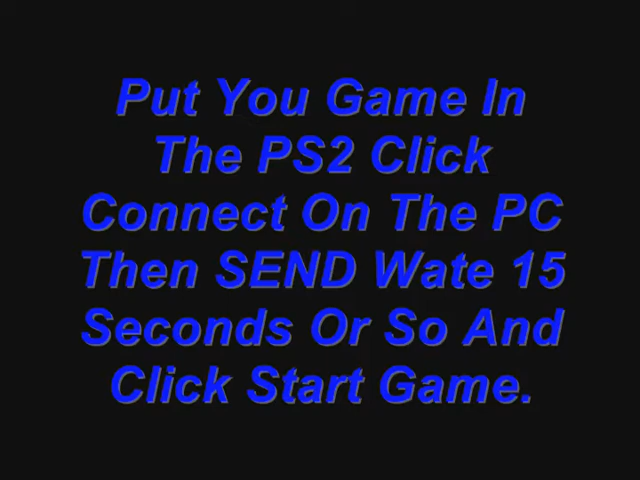 Put You Game In
The PS2 Click
Connect On The PC
Then SEND Wate 15
Seconds Or So And
Click Start Game.